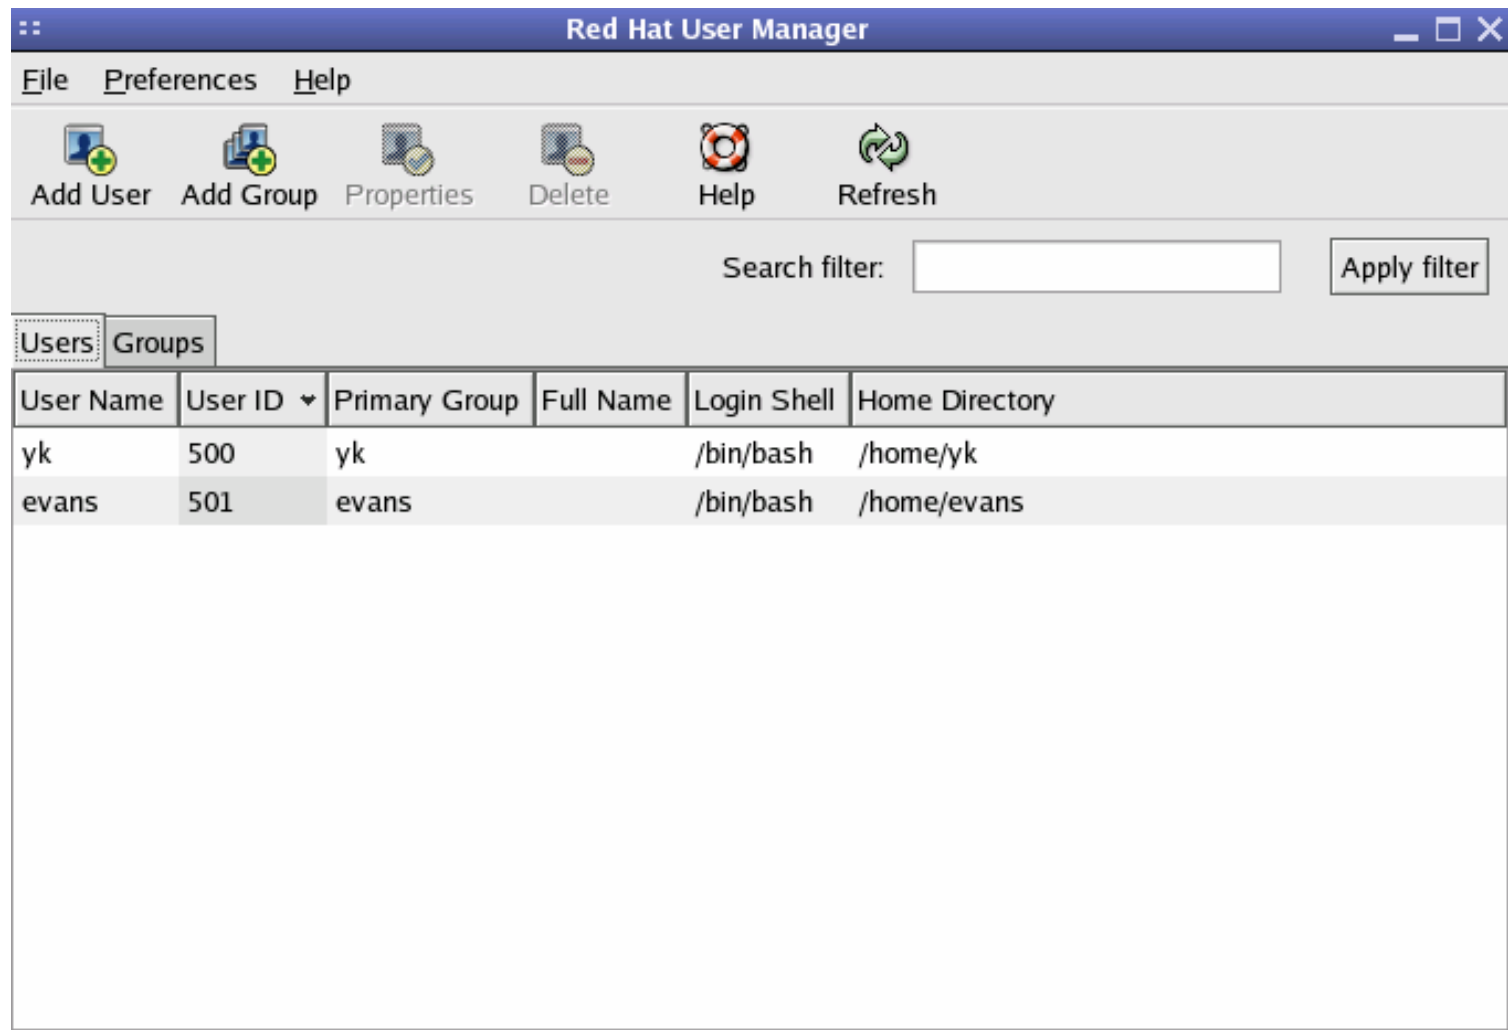 Red Hat User Manager
File Preferences Help
Add User Add Group Properties Delete Help Refresh
Search filter: Apply filter
Users Groups
User Name User ID Primary Group Full Name Login Shell Home Directory
yk 500 yk /bin/bash /home/yk
evans 501 evans /bin/bash /home/evans